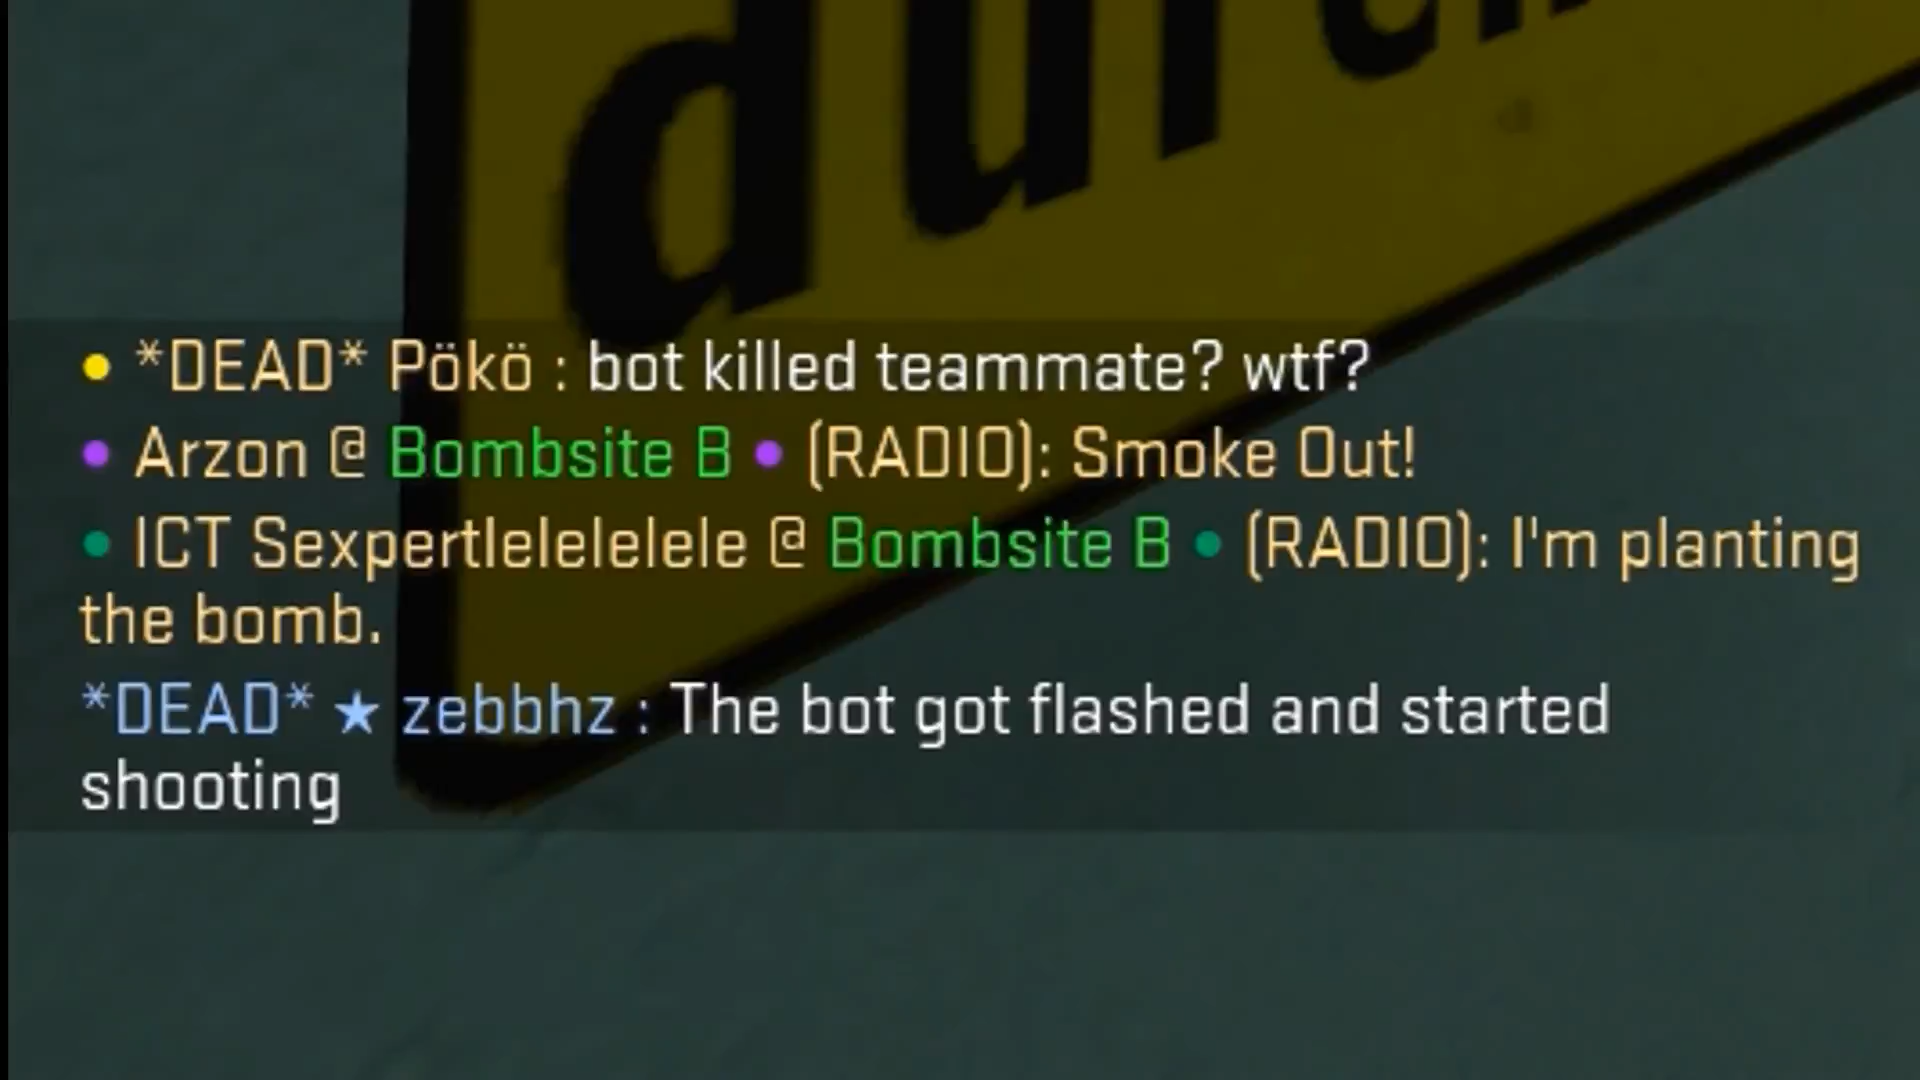 durch
● *DEAD* Pökö : bot killed teammate? wtf?
● Arzon @ Bombsite B ● (RADIO): Smoke Out!
● ICT Sexpertlelelelele @ Bombsite B ● (RADIO): I'm planting
the bomb.
*DEAD* ★ zebbhz : The bot got flashed and started
shooting